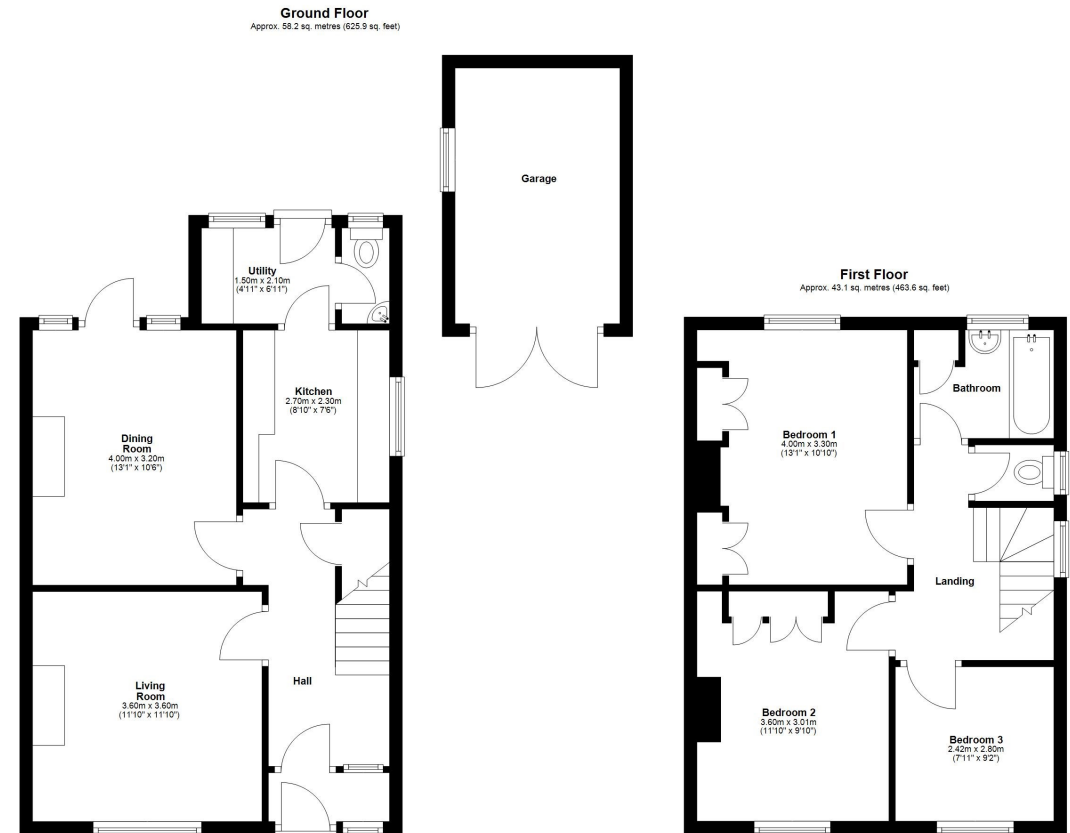 Ground Floor
Approx. 58.2 sq. metres (625.9 sq. feet)
Garage
Utility
1.50m x 2.10m
(4'11" x 6'11")
Kitchen
2.70m x 2.30m
(8'10" x 7'6")
Dining
Room
4.00m x 3.20m
(13'1" x 10'6")
Living
Room
3.60m x 3.60m
(11'10" x 11'10")
Hall
First Floor
Approx. 43.1 sq. metres (463.6 sq. feet)
Bathroom
Bedroom 1
4.00m x 3.30m
(13'1" x 10'10")
Landing
Bedroom 2
3.60m x 3.01m
(11'10" x 9'10")
Bedroom 3
2.42m x 2.80m
(7'11" x 9'2")